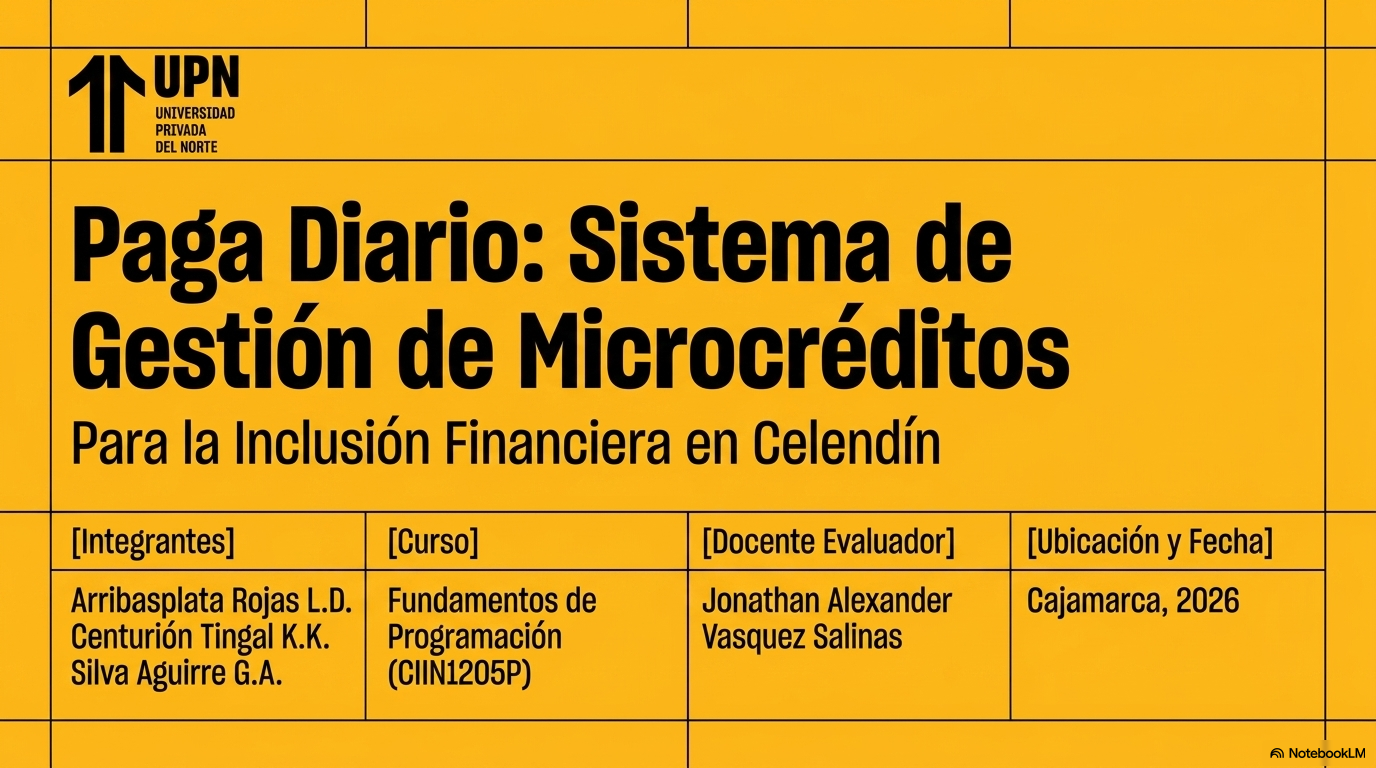 UPN
UNIVERSIDAD
PRIVADA
DEL NORTE
Paga Diario: Sistema de
Gestión de Microcréditos
Para la Inclusión Financiera en Celendín
[Integrantes]
Arribasplata Rojas L.D.
Centurión Tingal K.K.
Silva Aguirre G.A.
[Curso]
Fundamentos de
Programación
(CIIN1205P)
[Docente Evaluador]
Jonathan Alexander
Vasquez Salinas
[Ubicación y Fecha]
Cajamarca, 2026
NotebookLM